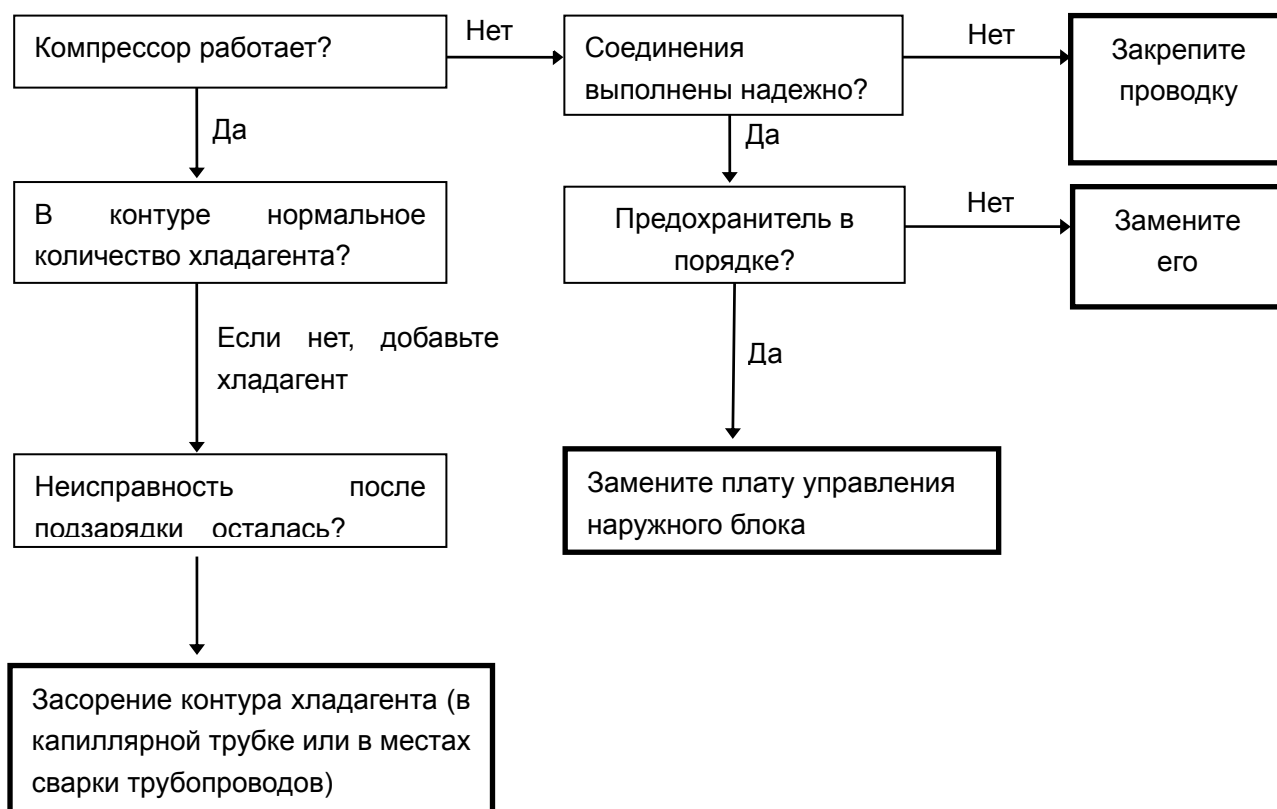 Компрессор работает?
Нет
Соединения
выполнены надежно?
Нет
Закрепите
проводку
Да
Да
В контуре нормальное
количество хладагента?
Предохранитель в
порядке?
Нет
Замените
его
Если нет, добавьте
хладагент
Да
Неисправность после
подзарядки осталась?
Замените плату управления
наружного блока
Засорение контура хладагента (в
капиллярной трубке или в местах
сварки трубопроводов)